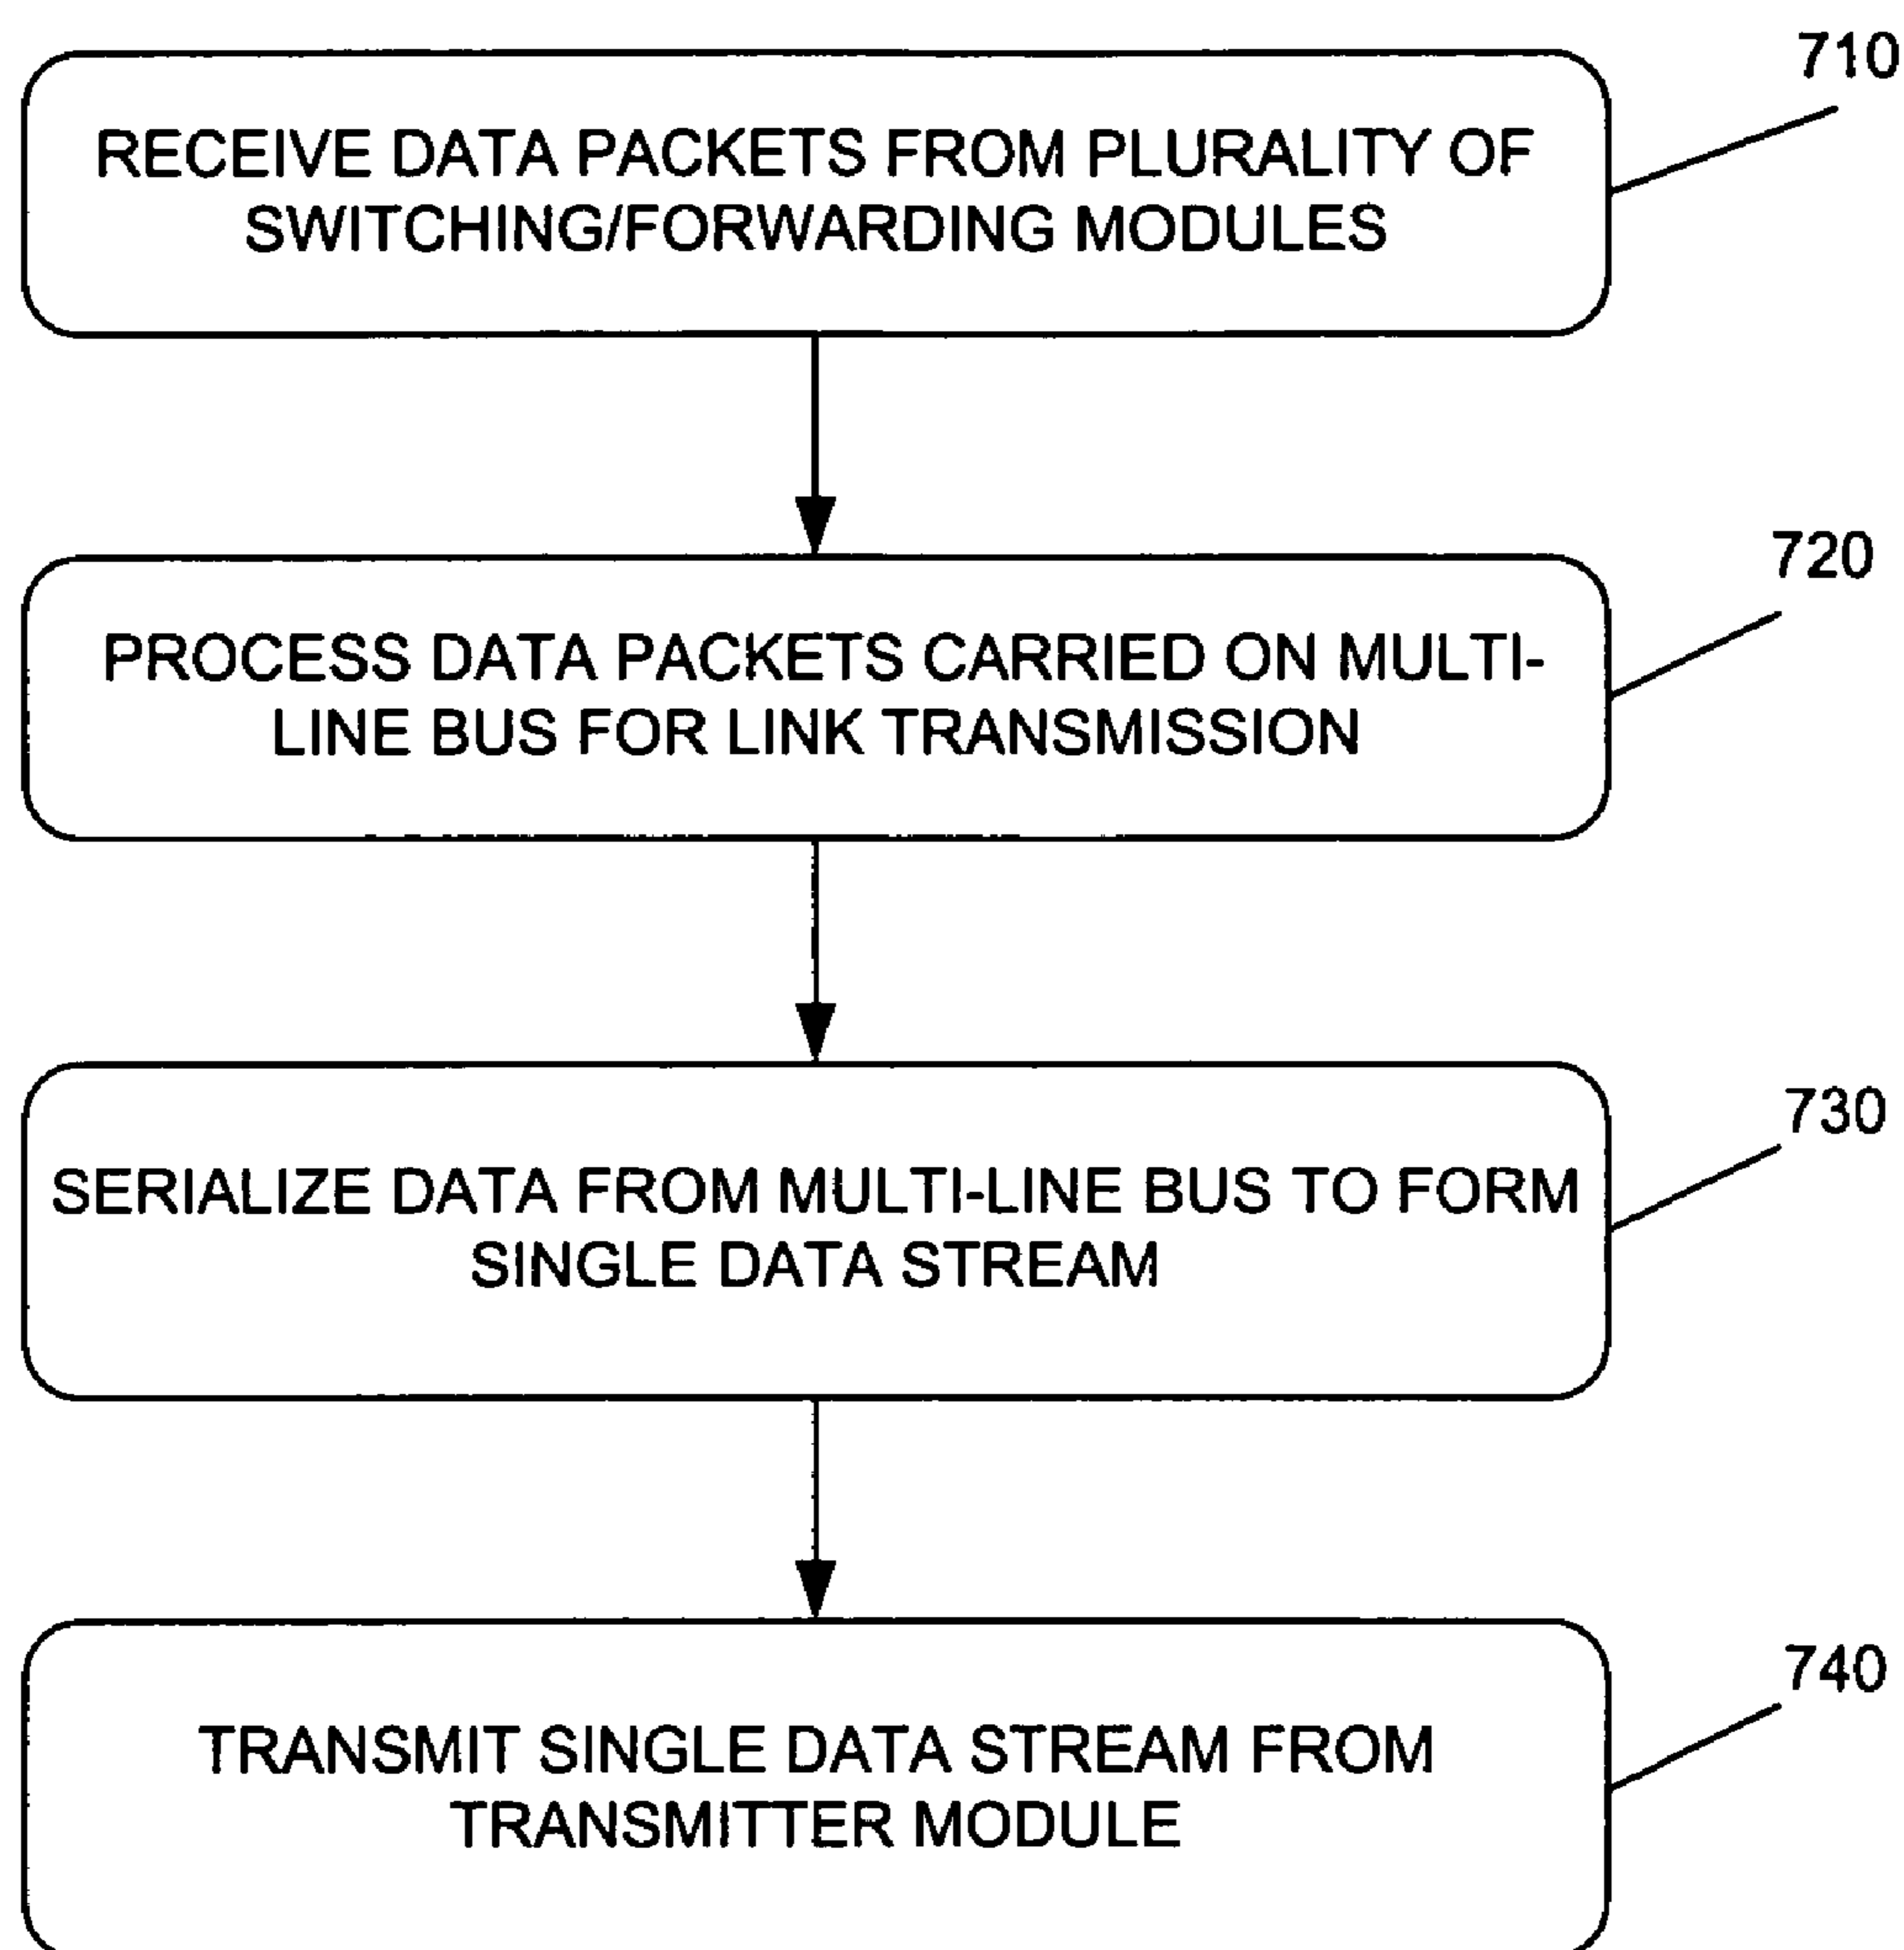 710
RECEIVE DATA PACKETS FROM PLURALITY OF
SWITCHING/FORWARDING MODULES
720
PROCESS DATA PACKETS CARRIED ON MULTI-
LINE BUS FOR LINK TRANSMISSION
730
SERIALIZE DATA FROM MULTI-LINE BUS TO FORM
SINGLE DATA STREAM
740
TRANSMIT SINGLE DATA STREAM FROM
TRANSMITTER MODULE